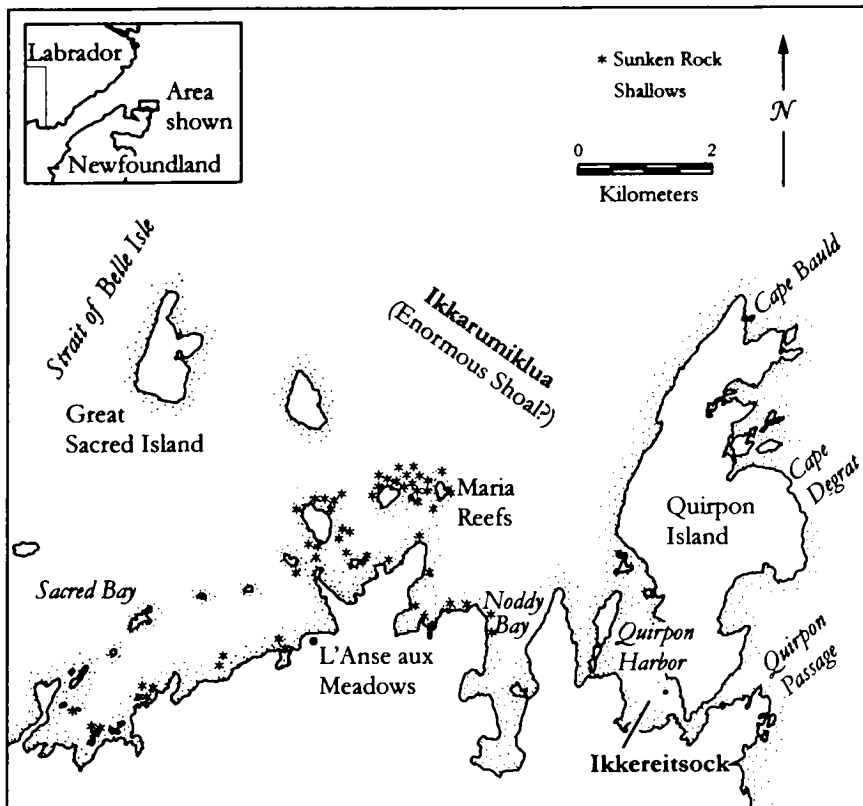 Labrador
Area
shown
Newfoundland
* Sunken Rock
Shallows
N
0 2
Kilometers
Strait of Belle Isle
Great
Sacred Island
Ikkarumiklua
(Enormous Shoal?)
Cape Bauld
Cape
Degrat
Maria
Reefs
Quirpon
Island
Sacred Bay
Noddy
Bay
Quirpon
Harbor
Quirpon
Passage
L'Anse aux
Meadows
Ikkereitsock